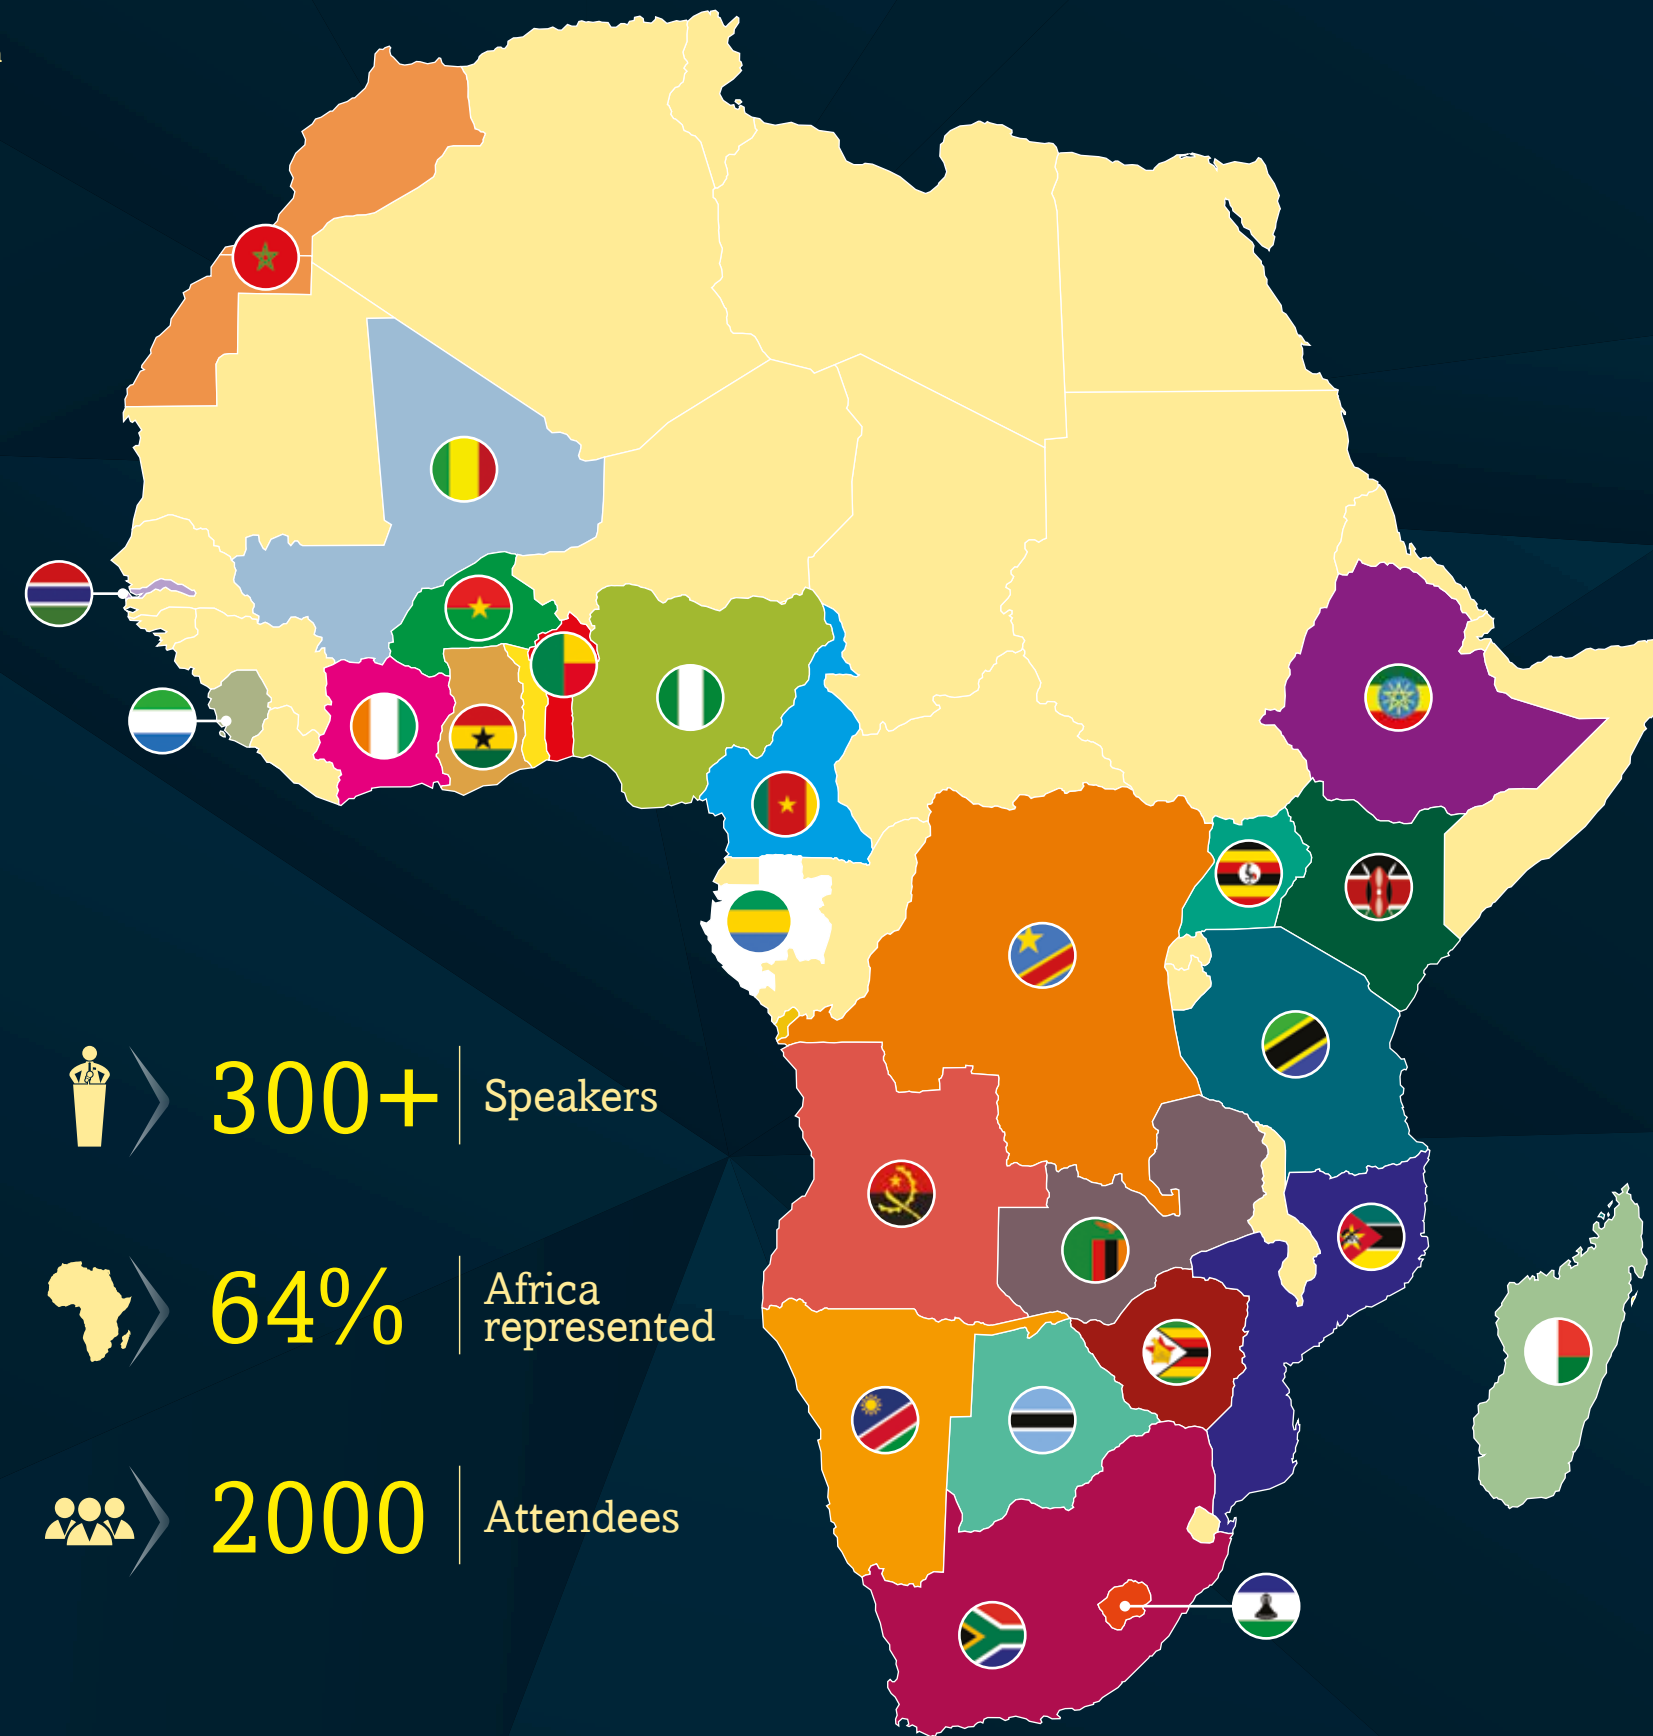 300+
Speakers
64%
Africa
represented
2000
Attendees